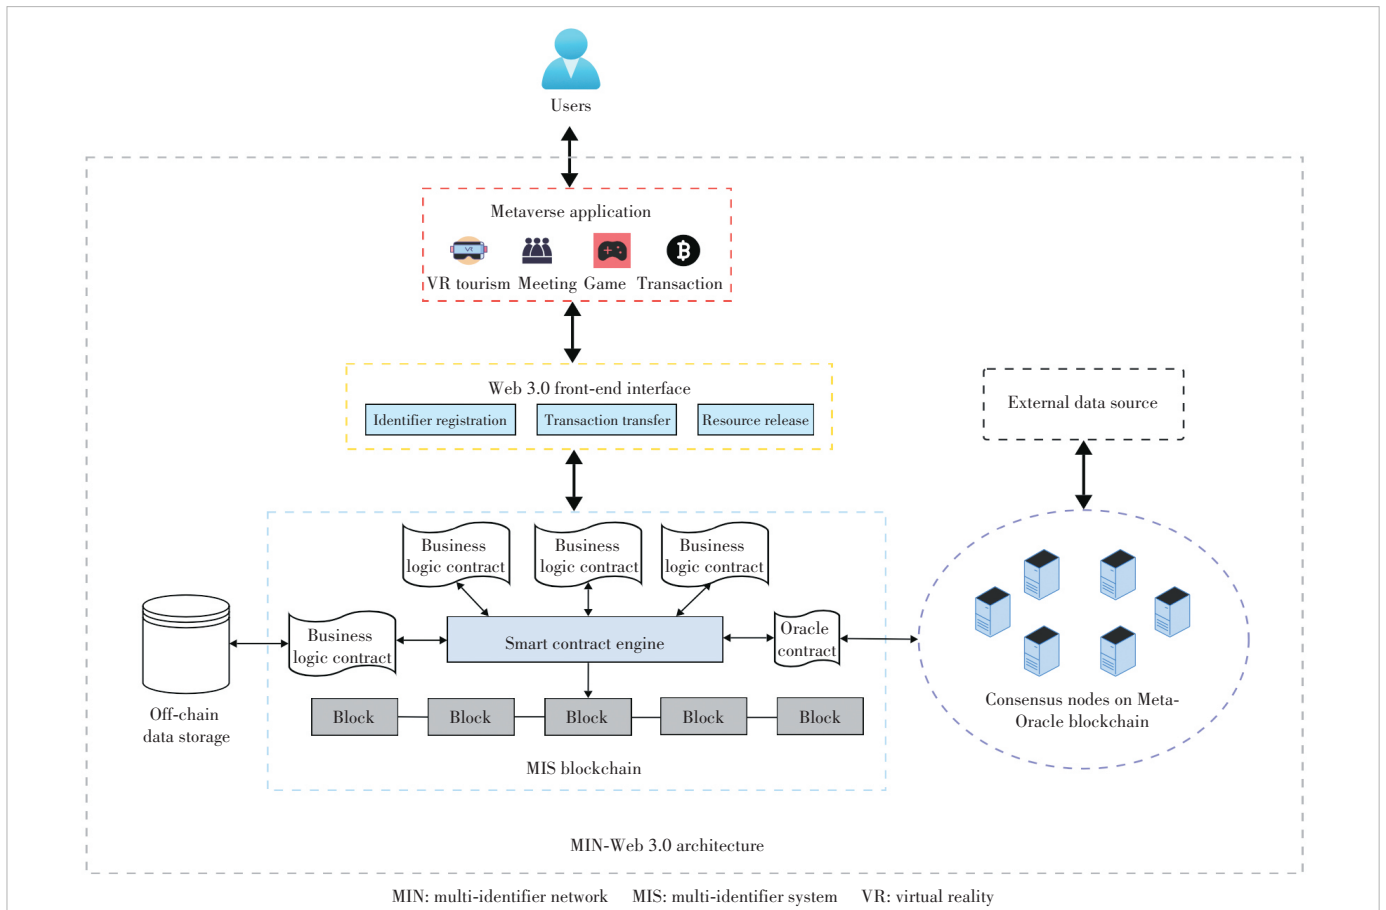 Users
Metaverse application
VR
VR tourism
Meeting
Game
Transaction
Web 3.0 front-end interface
Identifier registration
Transaction transfer
Resource release
External data source
Business
logic contract
Business
logic contract
Business
logic contract
Business
logic contract
Smart contract engine
Oracle
contract
Off-chain
data storage
Block
Block
Block
Block
Block
MIS blockchain
Consensus nodes on Meta-
Oracle blockchain
MIN-Web 3.0 architecture
MIN: multi-identifier network MIS: multi-identifier system VR: virtual reality